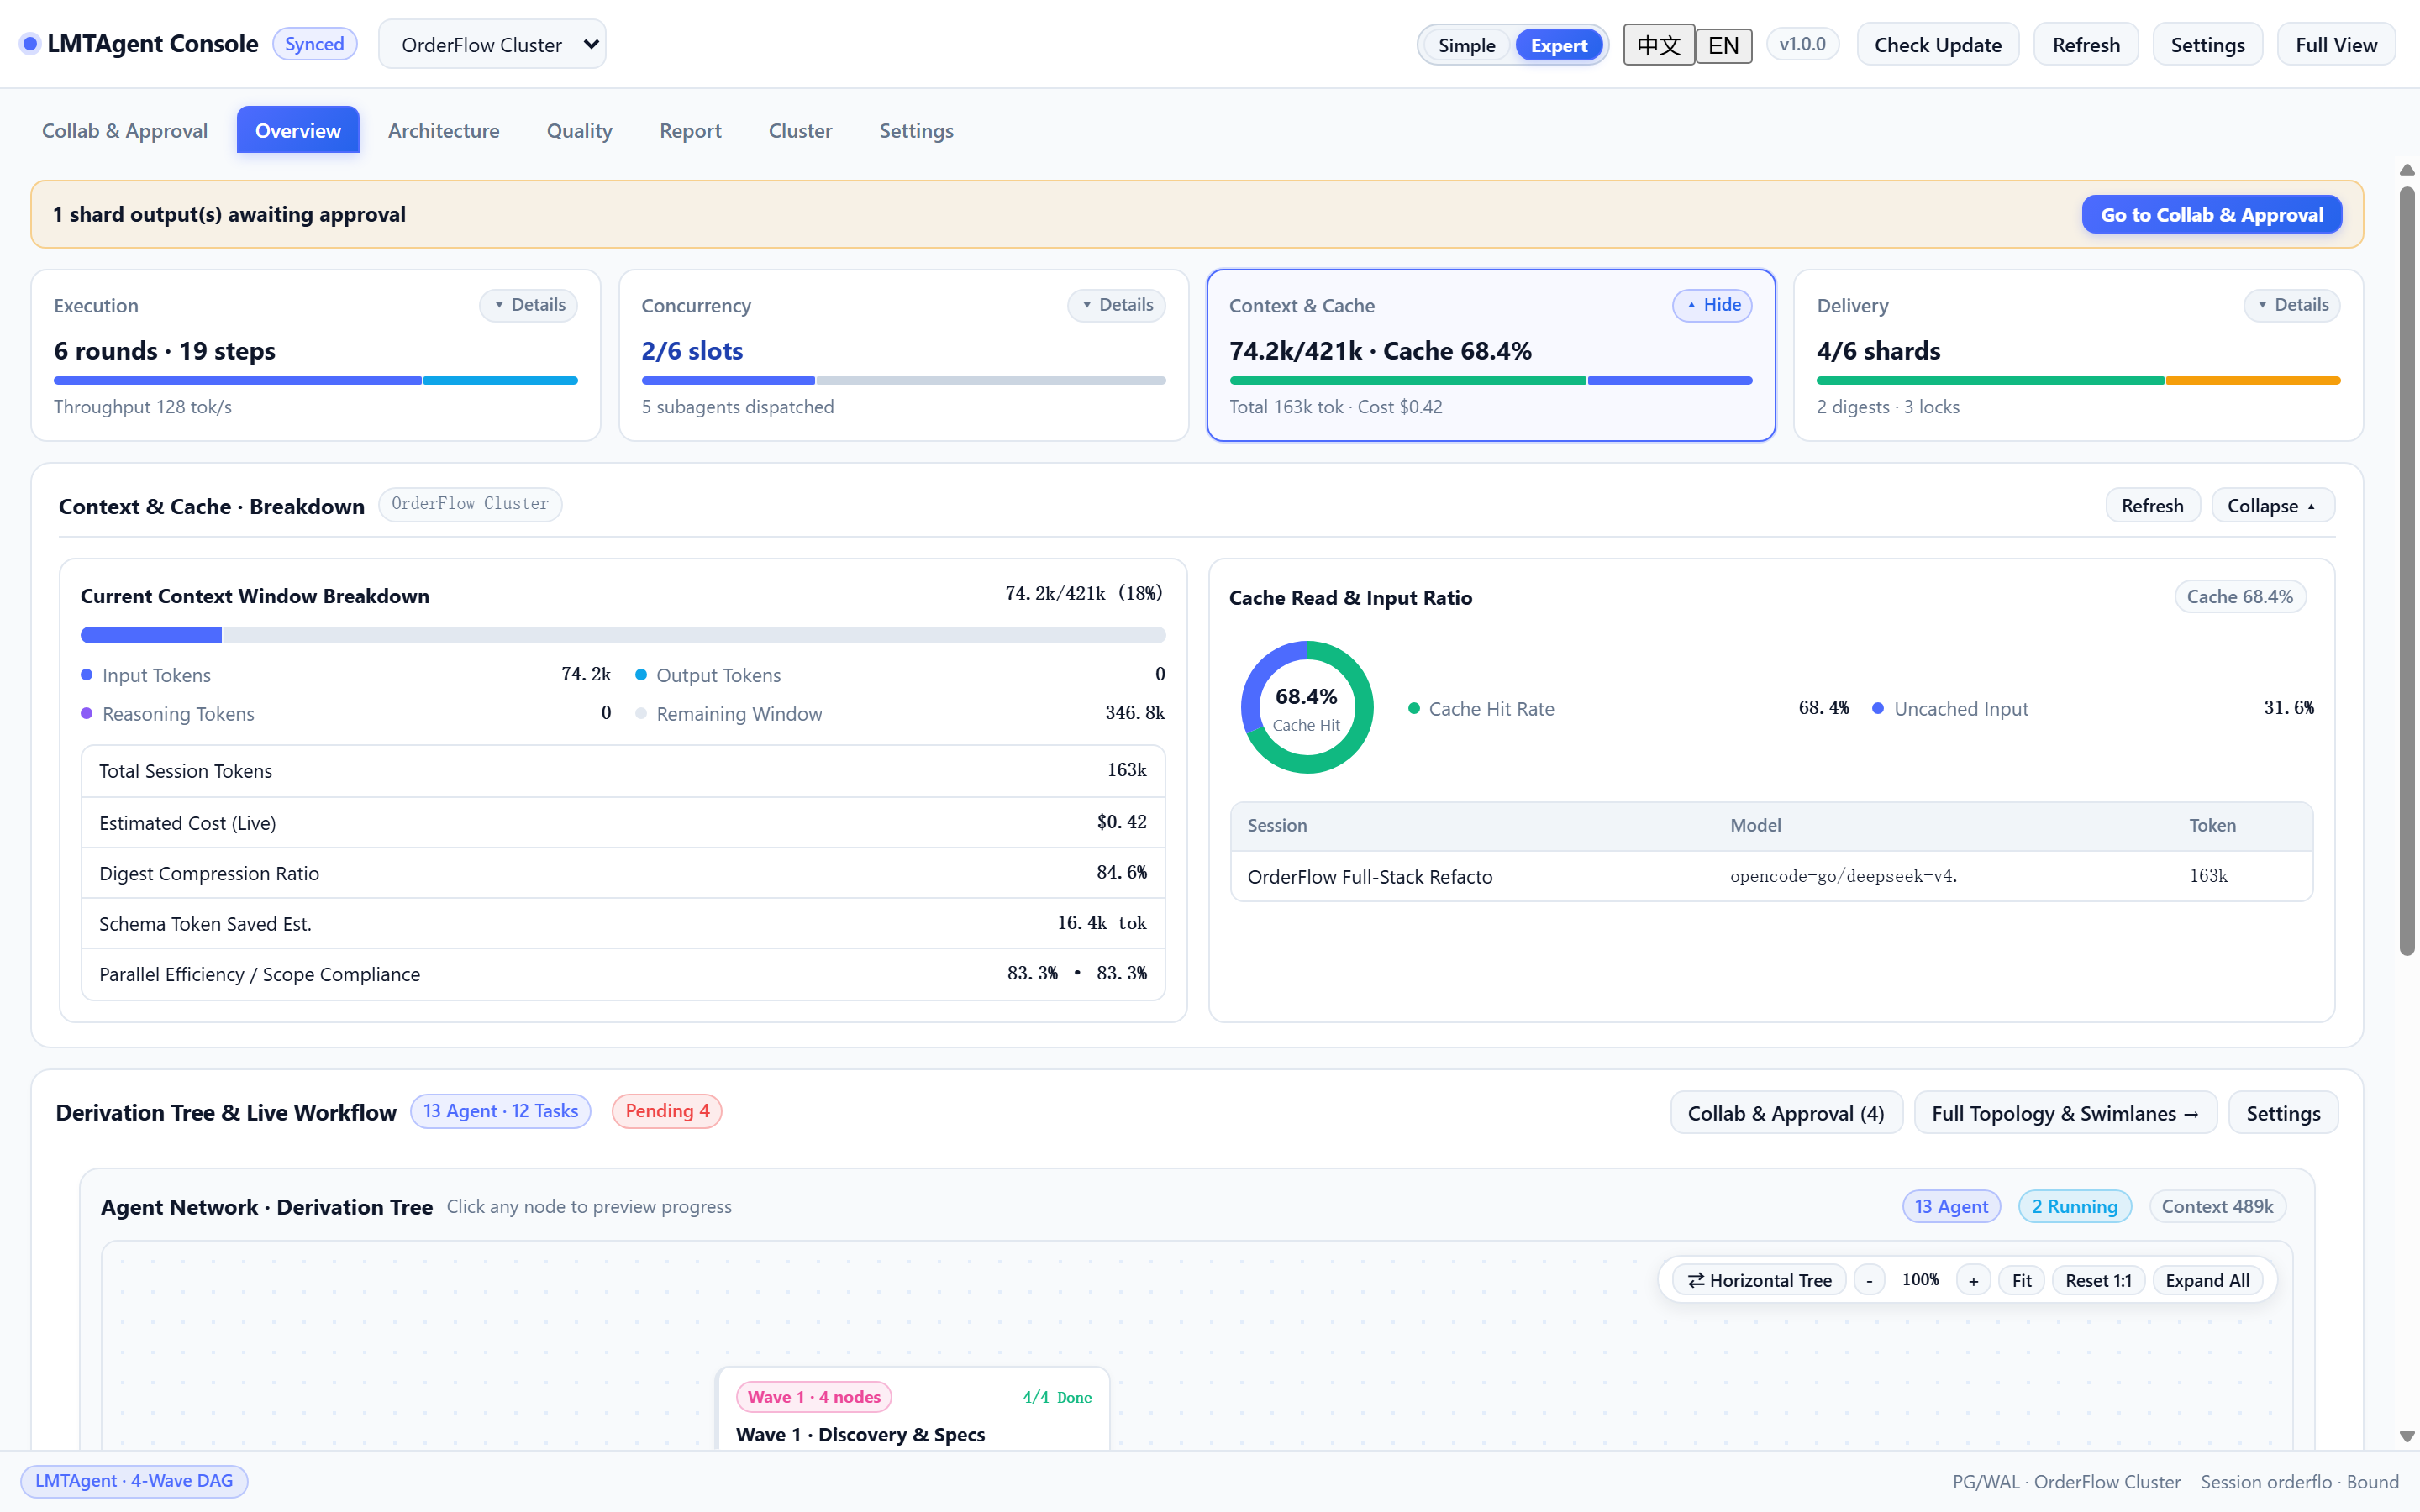 LMTAgent Console
Synced
OrderFlow Cluster
Simple
Expert
中文
EN
v1.0.0
Check Update
Refresh
Settings
Full View
Collab & Approval
Overview
Architecture
Quality
Report
Cluster
Settings
1 shard output(s) awaiting approval
Go to Collab & Approval
Execution
▼ Details
6 rounds · 19 steps
Throughput 128 tok/s
Concurrency
▼ Details
2/6 slots
5 subagents dispatched
Context & Cache
▲ Hide
74.2k/421k · Cache 68.4%
Total 163k tok · Cost $0.42
Delivery
▼ Details
4/6 shards
2 digests · 3 locks
Context & Cache · Breakdown
OrderFlow Cluster
Refresh
Collapse ▲
Current Context Window Breakdown
74.2k/421k (18%)
Input Tokens 74.2k
Output Tokens 0
Reasoning Tokens 0
Remaining Window 346.8k
Total Session Tokens 163k
Estimated Cost (Live) $0.42
Digest Compression Ratio 84.6%
Schema Token Saved Est. 16.4k tok
Parallel Efficiency / Scope Compliance 83.3% • 83.3%
Cache Read & Input Ratio
Cache 68.4%
68.4%
Cache Hit
Cache Hit Rate 68.4%
Uncached Input 31.6%
Session Model Token
OrderFlow Full-Stack Refacto opencode-go/deepseek-v4. 163k
Derivation Tree & Live Workflow
13 Agent · 12 Tasks
Pending 4
Collab & Approval (4)
Full Topology & Swimlanes →
Settings
Agent Network · Derivation Tree
Click any node to preview progress
13 Agent
2 Running
Context 489k
⇄ Horizontal Tree
-
100%
+
Fit
Reset 1:1
Expand All
Wave 1 · 4 nodes
4/4 Done
Wave 1 · Discovery & Specs
LMTAgent · 4-Wave DAG
PG/WAL · OrderFlow Cluster
Session orderflo · Bound